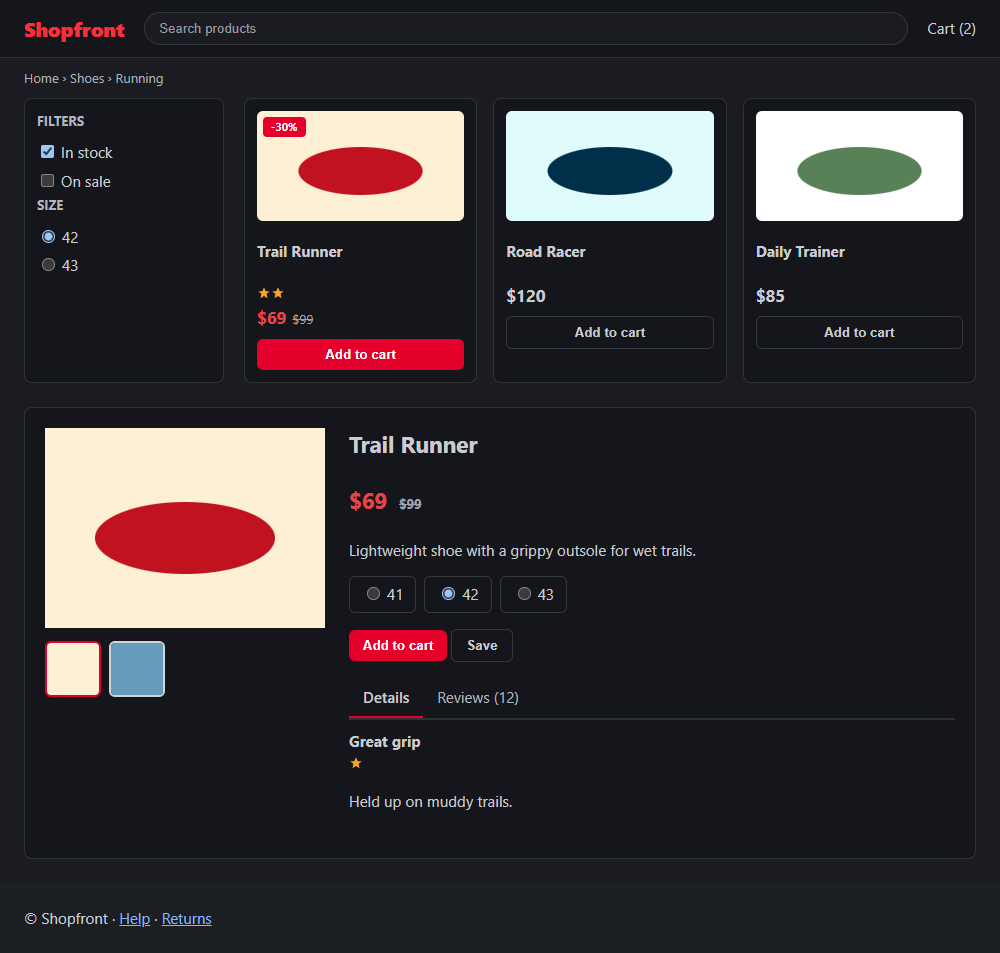 Shopfront
Search products
Cart (2)
Home › Shoes › Running
FILTERS
In stock
On sale
SIZE
42
43
-30%
Trail Runner
★★
$69 $99
Add to cart
Road Racer
$120
Add to cart
Daily Trainer
$85
Add to cart
Trail Runner
$69 $99
Lightweight shoe with a grippy outsole for wet trails.
41 42 43
Add to cart Save
Details Reviews (12)
Great grip
★
Held up on muddy trails.
© Shopfront · Help · Returns